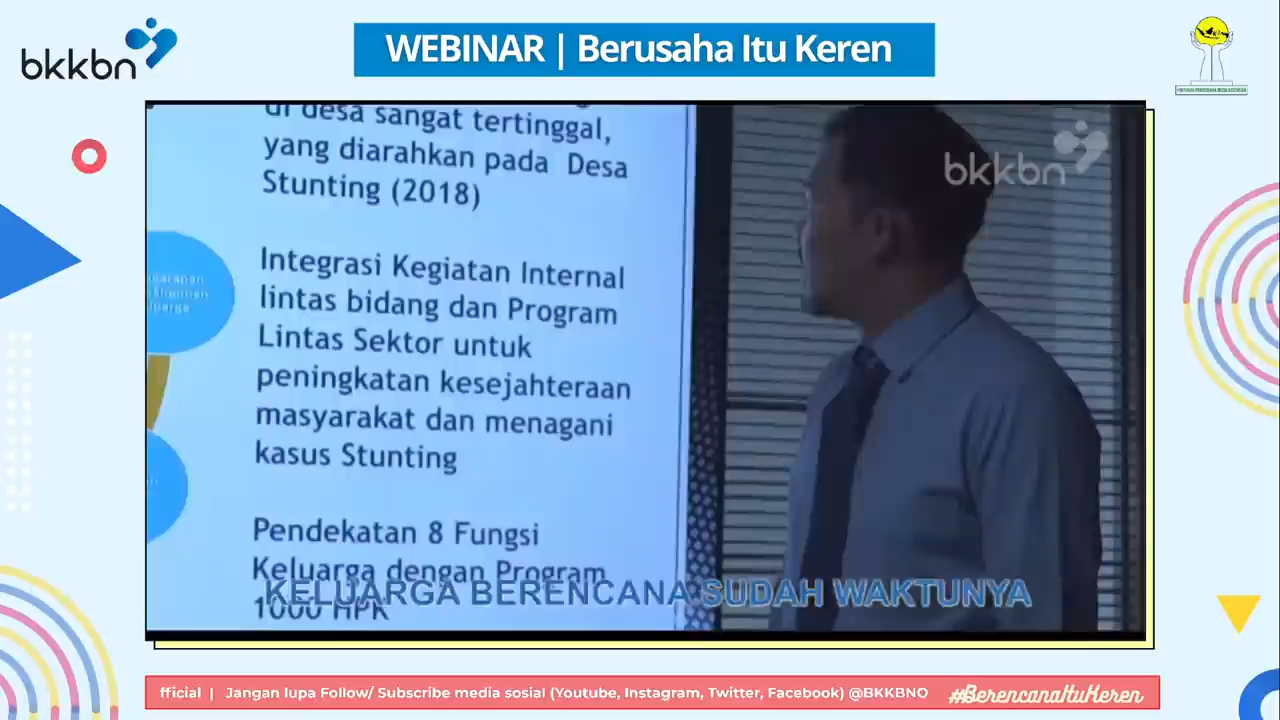 bkkbn
WEBINAR | Berusaha Itu Keren
bkkbn
di desa sangat tertinggal,
yang diarahkan pada Desa
Stunting (2018)
Integrasi Kegiatan Internal
lintas bidang dan Program
Lintas Sektor untuk
peningkatan kesejahteraan
masyarakat dan menagani
kasus Stunting
Pendekatan 8 Fungsi
Keluarga dengan Program
1000 HPK
KELUARGA BERENCANA SUDAH WAKTUNYA
fficial | Jangan lupa Follow/ Subscribe media sosial (Youtube, Instagram, Twitter, Facebook) @BKKBNO
#BerencanaItuKeren